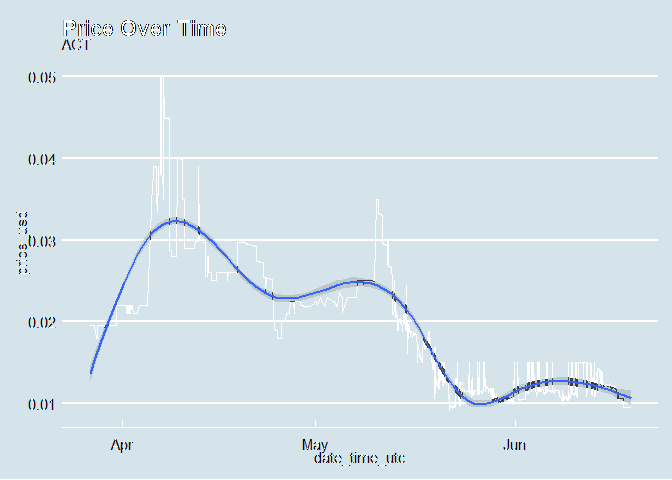 Price Over Time
ACT
0.05
0.04
0.03
0.02
0.01
price_usd
Apr May Jun
date_time_utc